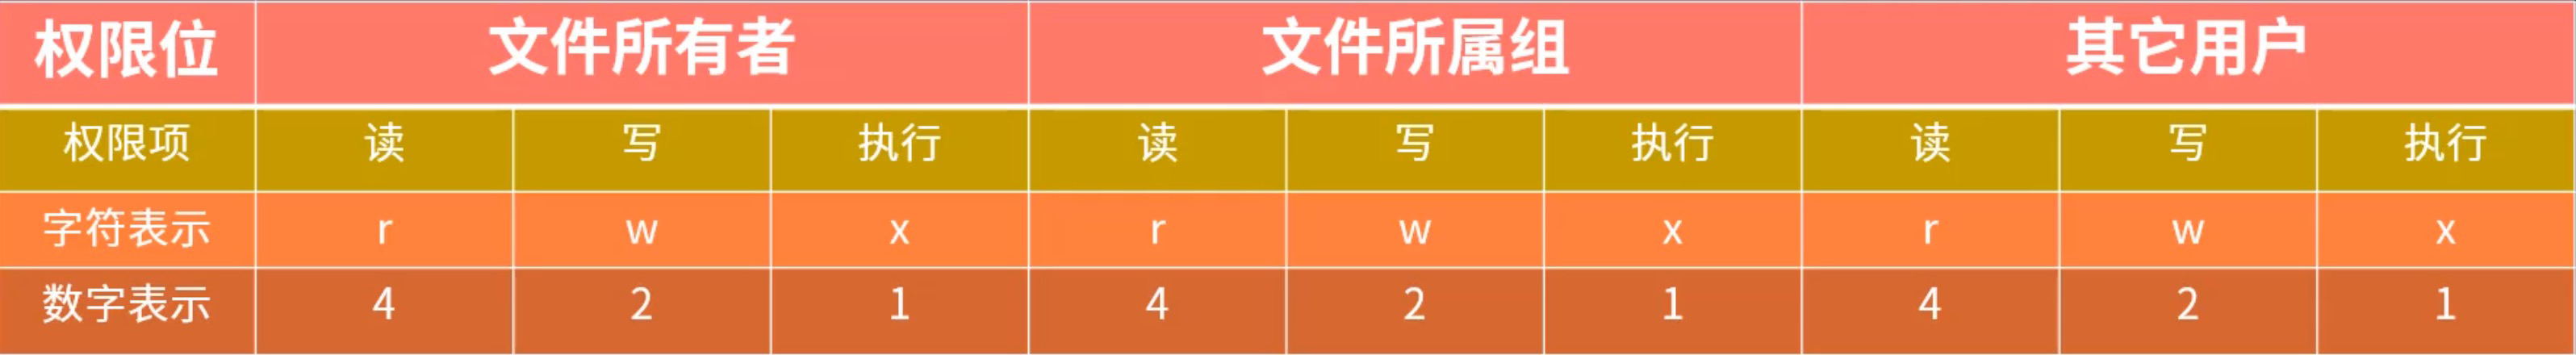 权限位 文件所有者 文件所属组 其它用户
权限项 读 写 执行 读 写 执行 读 写 执行
字符表示 r w x r w x r w x
数字表示 4 2 1 4 2 1 4 2 1